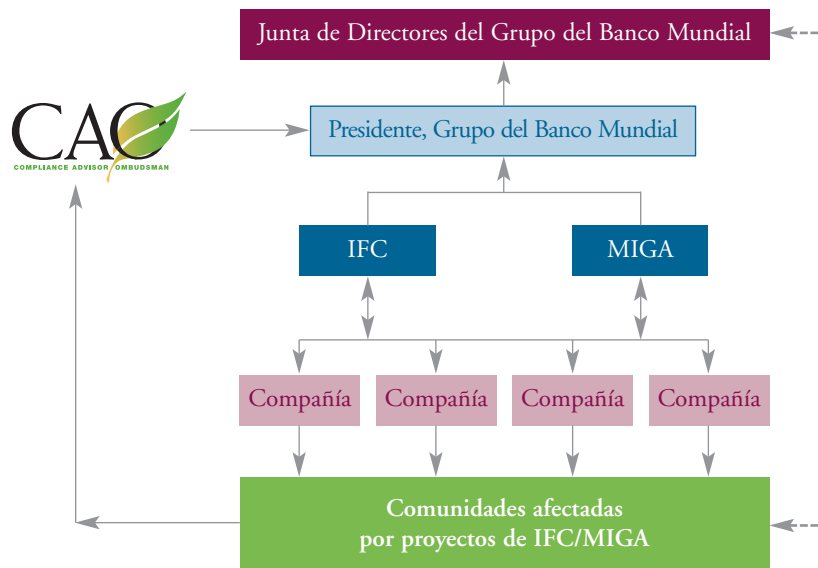 Junta de Directores del Grupo del Banco Mundial
CAO
COMPLIANCE ADVISOR OMBUDSMAN
Presidente, Grupo del Banco Mundial
IFC
MIGA
Compañía
Compañía
Compañía
Compañía
Comunidades afectadas
por proyectos de IFC/MIGA